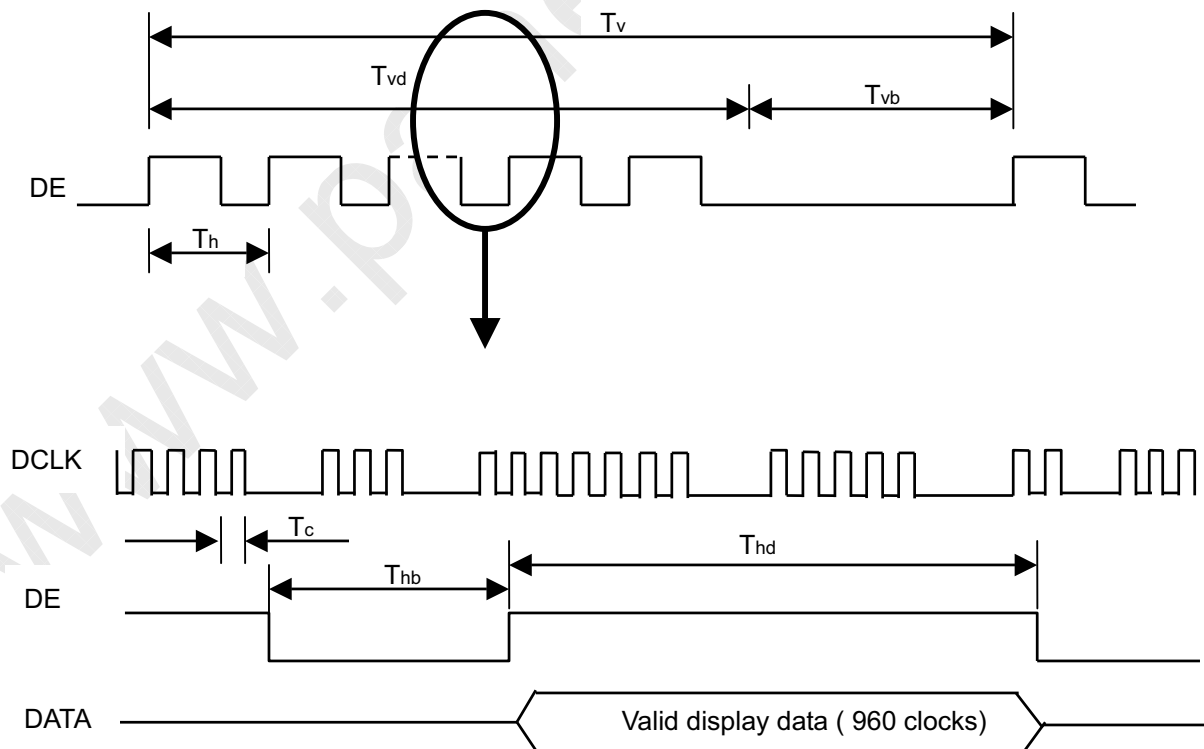 Tv
Tvd
Tvb
DE
Th
DCLK
Tc
Thd
Thb
DE
DATA
Valid display data ( 960 clocks)